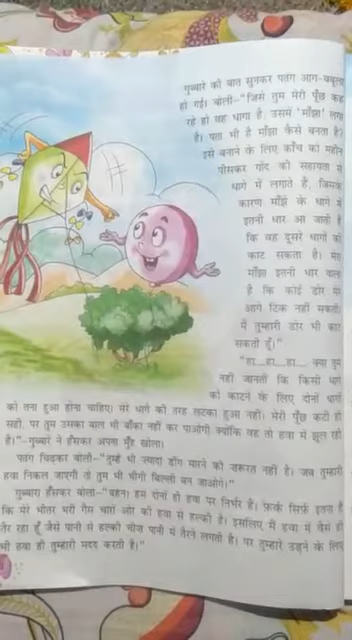 गुब्बारे की बात सुनकर पतंग आग-बबूला
हो गई। बोली–"जिसे तुम मेरी पूँछ कह
रहे हो वह धागा है, उसमें 'माँझा' लगा
है। पता भी है माँझा कैसे बनता है?
इसे बनाने के लिए काँच को महीन
पीसकर गोंद की सहायता से
धागे में लगाते हैं, जिसके
कारण माँझे के धागे में
इतनी धार आ जाती है
कि वह दूसरे धागों को
काट सकता है। मेरा
माँझा इतनी धार वाला
है कि कोई डोर मेरे
आगे टिक नहीं सकती।
मैं तुम्हारी डोर भी काट
सकती हूँ।"
"हा...हा...हा... क्या तुम
नहीं जानतीं कि किसी धागे
को काटने के लिए दोनों धागों
को तना हुआ होना चाहिए। मेरे धागे की तरह लटका हुआ नहीं। मेरी पूँछ कटी ही
सही, पर तुम उसका बाल भी बाँका नहीं कर पाओगी क्योंकि वह तो हवा में झूल रही
है।"–गुब्बारे ने हँसकर अपना मुँह खोला।
पतंग चिढ़कर बोली–"तुम्हें भी ज्यादा डींग मारने की जरूरत नहीं है। जब तुम्हारी
हवा निकल जाएगी तो तुम भी भीगी बिल्ली बन जाओगे।"
गुब्बारा हँसकर बोला–"बहन! हम दोनों ही हवा पर निर्भर हैं। फ़र्क सिर्फ़ इतना है
कि मेरे भीतर भरी गैस चारों ओर की हवा से हल्की है। इसलिए मैं हवा में वैसे ही
तैर रहा हूँ जैसे पानी से हल्की चीज पानी में तैरने लगती है। पर तुम्हारे उड़ने के लिए
भी हवा ही तुम्हारी मदद करती है।"